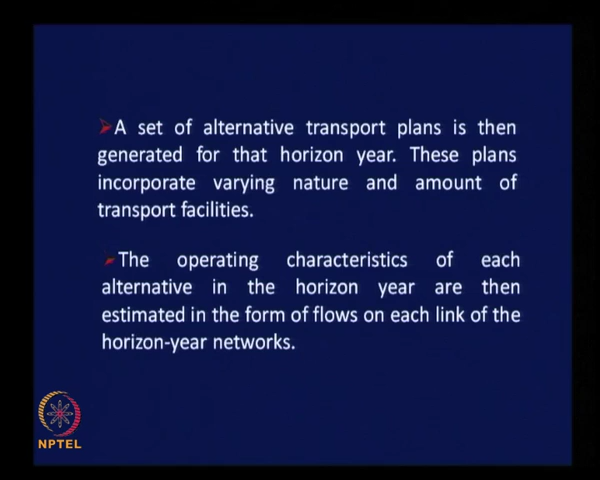 ➤A set of alternative transport plans is then
generated for that horizon year. These plans
incorporate varying nature and amount of
transport facilities.
➤The operating characteristics of each
alternative in the horizon year are then
estimated in the form of flows on each link of the
horizon-year networks.
NPTEL